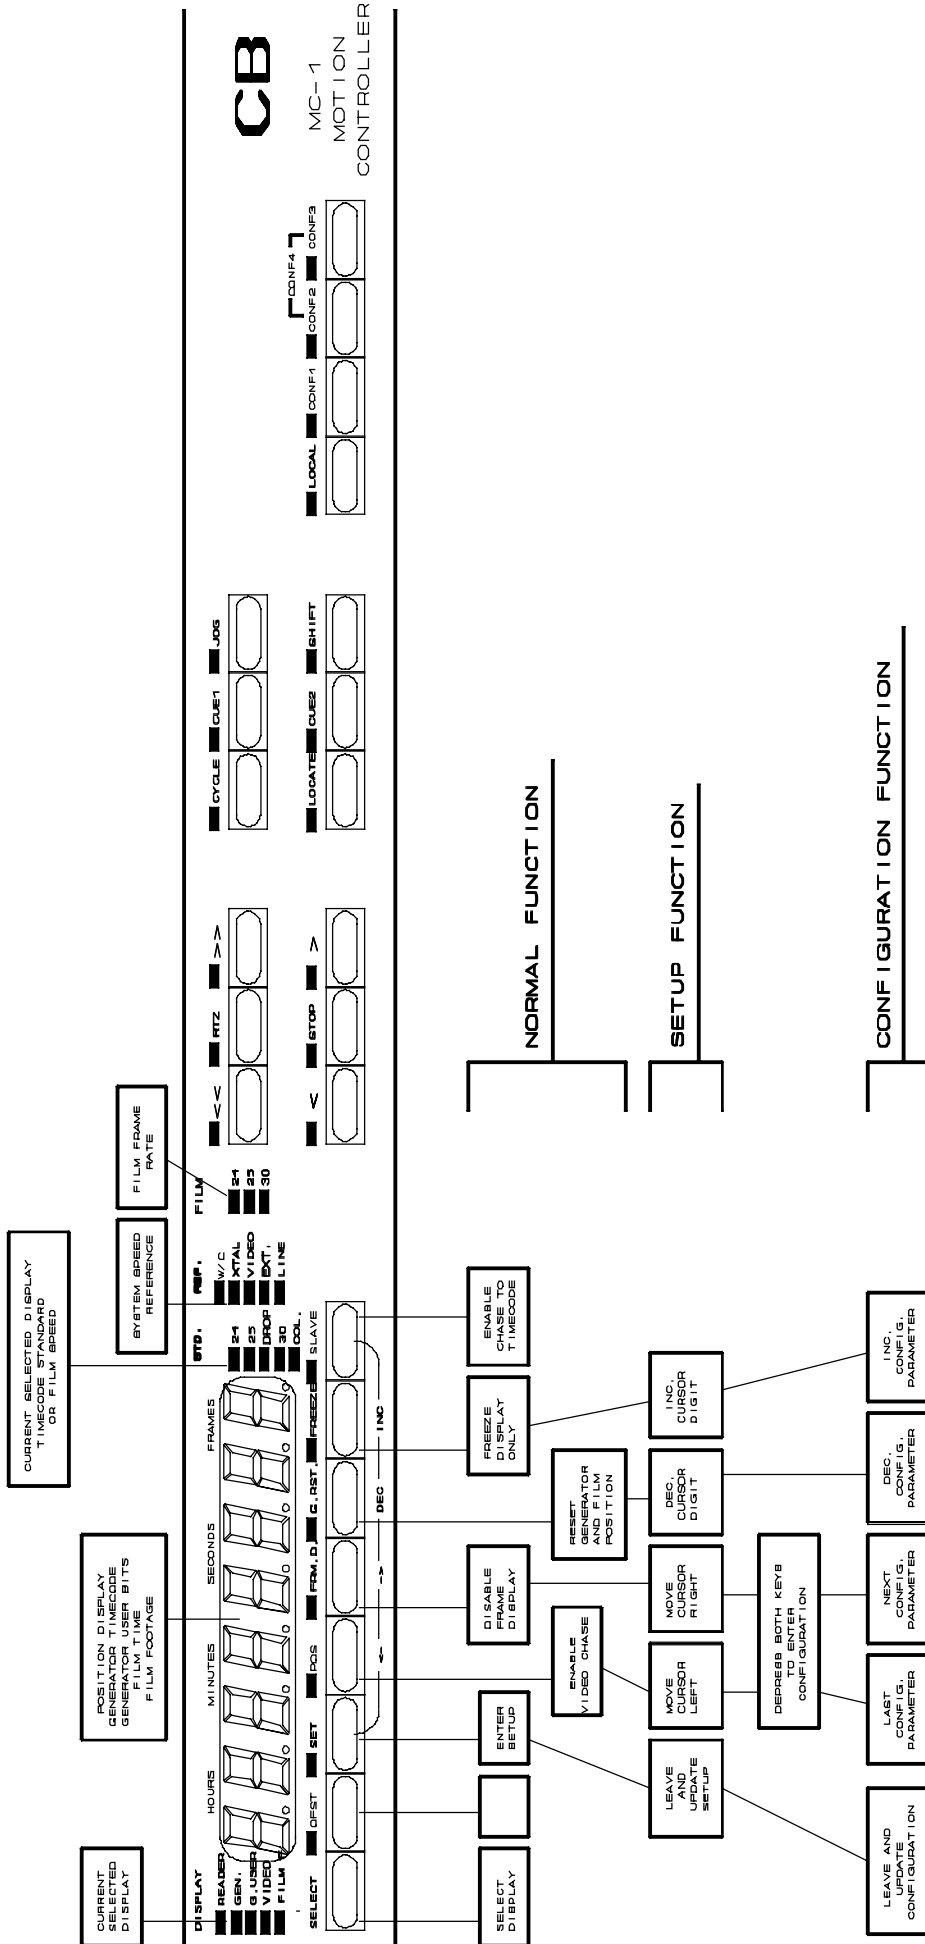 CURRENT SELECTED DISPLAY
TIMECODE STANDARD
OR FILM SPEED
CURRENT
SELECTED
DISPLAY
POSITION DISPLAY
GENERATOR TIMECODE
GENERATOR USER BITS
FILM TIME
FILM FOOTAGE
SYSTEM SPEED
REFERENCE
FILM FRAME
RATE
DISPLAY
READER
GEN.
G.USER
VIDEO
FILM
HOURS
MINUTES
SECONDS
FRAMES
STD.
24
25
DROP
30
COL.
REF.
W/C
XTAL
VIDEO
EXT.
LINE
FILM
24
25
30
<<
RTZ
>>
CYCLE
CUE1
JOG
CB
SELECT
OFST
SET
POS
FRM.D
G.RST.
FREEZE
SLAVE
<
STOP
>
LOCATE
CUE2
SHIFT
LOCAL
CONF1
CONF2
CONF3
CONF4
MC-1
MOTION
CONTROLLER
<--
-->
DEC
INC
SELECT
DISPLAY
ENTER
SETUP
ENABLE
VIDEO CHASE
DISABLE
FRAME
DISPLAY
RESET
GENERATOR
AND FILM
POSITION
FREEZE
DISPLAY
ONLY
ENABLE
CHASE TO
TIMECODE
NORMAL FUNCTION
LEAVE
AND
UPDATE
SETUP
MOVE
CURSOR
LEFT
MOVE
CURSOR
RIGHT
DEC.
CURSOR
DIGIT
INC.
CURSOR
DIGIT
SETUP FUNCTION
DEPRESS BOTH KEYS
TO ENTER
CONFIGURATION
LEAVE AND
UPDATE
CONFIGURATION
LAST
CONFIG.
PARAMETER
NEXT
CONFIG.
PARAMETER
DEC.
CONFIG.
PARAMETER
INC.
CONFIG.
PARAMETER
CONFIGURATION FUNCTION